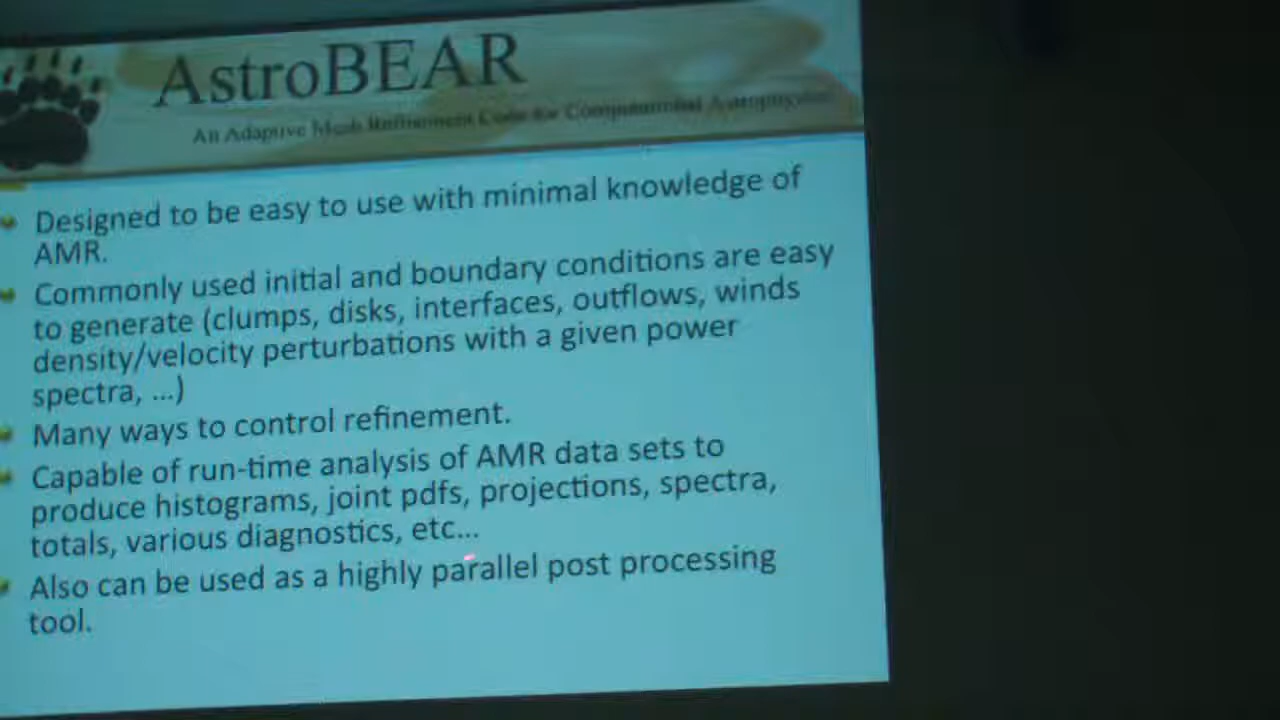 AstroBEAR
An Adaptive Mesh Refinement Code for Computational Astrophysics
Designed to be easy to use with minimal knowledge of
AMR.
Commonly used initial and boundary conditions are easy
to generate (clumps, disks, interfaces, outflows, winds
density/velocity perturbations with a given power
spectra, ...)
Many ways to control refinement.
Capable of run-time analysis of AMR data sets to
produce histograms, joint pdfs, projections, spectra,
totals, various diagnostics, etc...
Also can be used as a highly parallel post processing
tool.